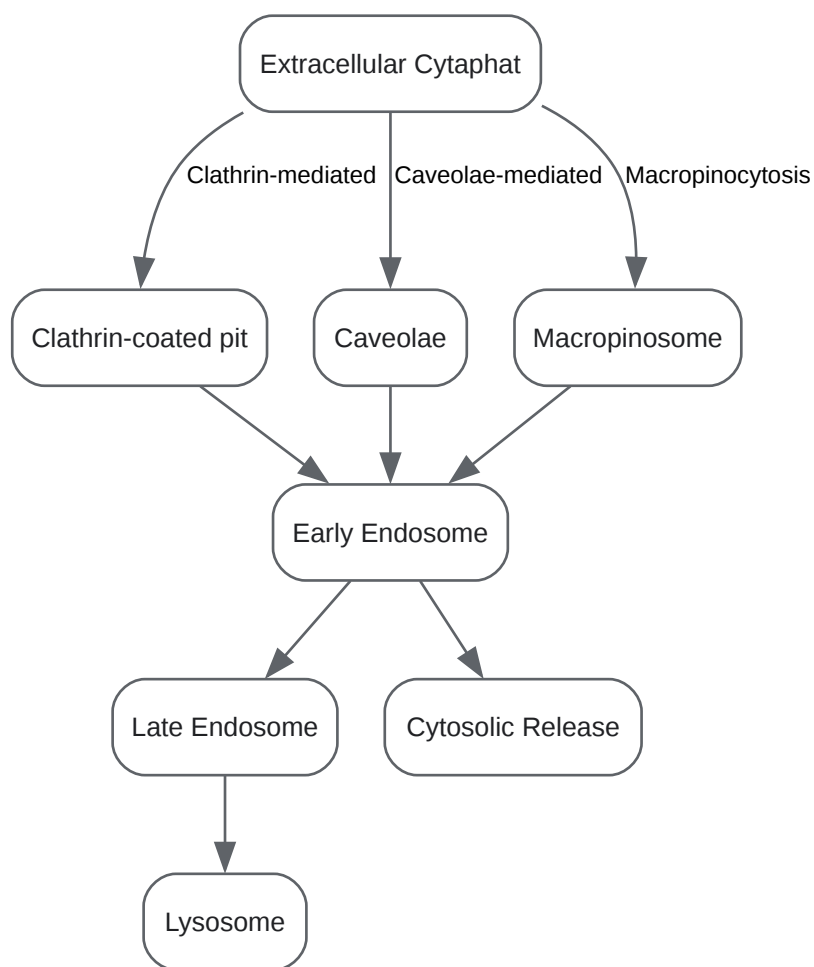 Extracellular Cytaphat
Clathrin-mediated
Caveolae-mediated
Macropinocytosis
Clathrin-coated pit
Caveolae
Macropinosome
Early Endosome
Late Endosome
Cytosolic Release
Lysosome